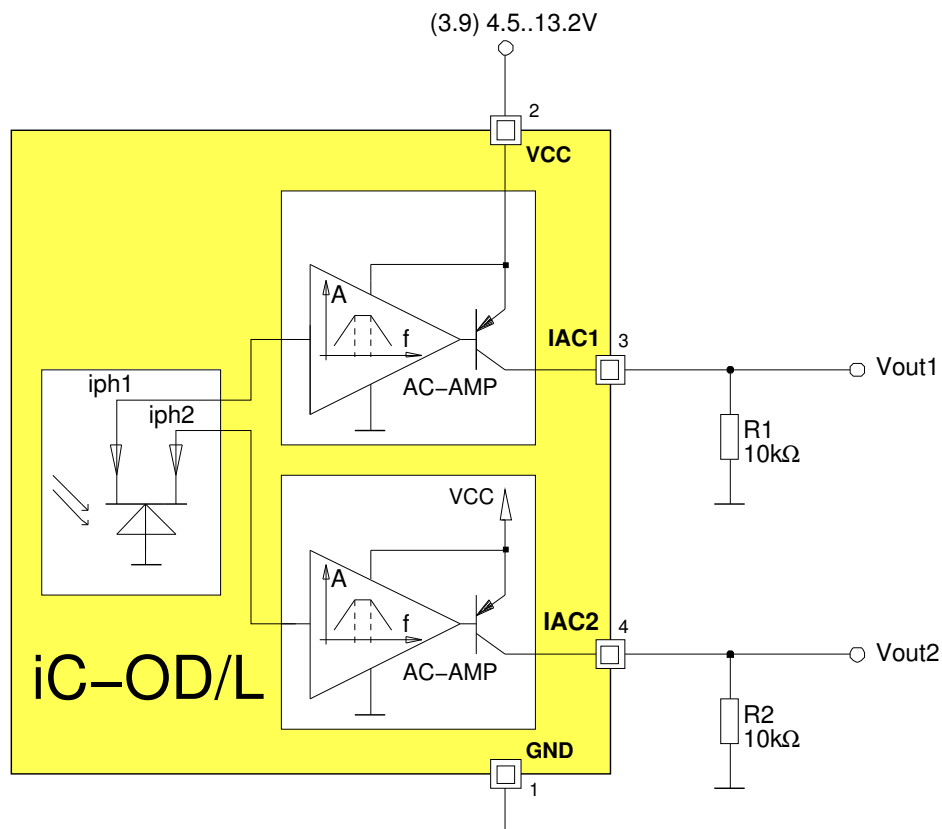 (3.9) 4.5..13.2V
2
VCC
A
f
AC−AMP
IAC1
3
Vout1
R1
10kΩ
iph1
iph2
VCC
A
f
AC−AMP
IAC2
4
Vout2
R2
10kΩ
iC−OD/L
GND
1